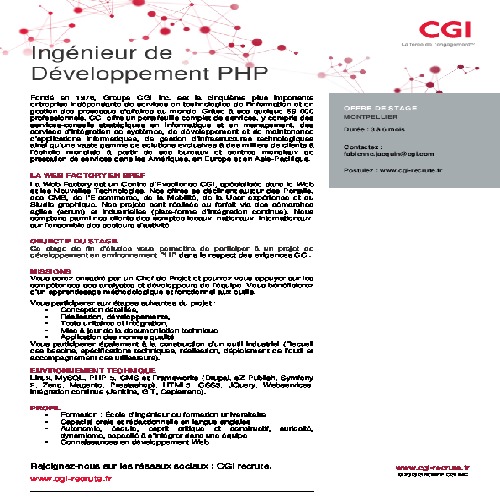 CGI
La force de l'engagement™
Ingénieur de
Développement PHP
Fondé en 1976, Groupe CGI inc. est la cinquième plus importante
entreprise indépendante de services en technologies de l'information et en
gestion des processus d'affaires au monde. Grâce à ses quelque 68 000
professionnels, CGI offre un portefeuille complet de services, y compris des
services-conseils stratégiques en informatique et en management, des
services d'intégration de systèmes, de développement et de maintenance
d'applications informatiques, de gestion d'infrastructures technologiques
ainsi qu'une vaste gamme de solutions exclusives à des milliers de clients à
l'échelle mondiale à partir de ses bureaux et centres mondiaux de
prestation de services dans les Amériques, en Europe et en Asie-Pacifique.
OFFRE DE STAGE
MONTPELLIER
Durée : 3 à 6 mois
Contactez :
Postulez : www.cgi-recrute.fr
LA WEB FACTORY EN BREF
La Web Factory est un Centre d'Excellence CGI, spécialisée dans le Web
et les Nouvelles Technologies. Nos offres se déclinent autour des Portails,
des CMS, de l'E-commerce, de la Mobilité, de la User expérience et du
Studio graphique. Nos projets sont réalisés au forfait via des démarches
agiles (scrum) et industrielles (plate-forme d'intégration continue). Nous
comptons parmi nos clients des comptes locaux, nationaux, internationaux
sur l'ensemble des secteurs d'activité.
OBJECTIF DU STAGE
Ce stage de fin d'études vous permettra de participer à un projet de
développement en environnement PHP dans le respect des exigences CGI.
MISSIONS
Vous serez encadré par un Chef de Projet et pourrez vous appuyer sur les
compétences des analystes et développeurs de l'équipe. Vous bénéficierez
d'un apprentissage méthodologique et fonctionnel aux outils.
Vous participerez aux étapes suivantes du projet :
• Conception détaillée,
• Réalisation, développements,
• Tests unitaires et intégration,
• Mise à jour de la documentation technique
• Application des normes qualité
Vous participerez également à la construction d'un outil industriel (recueil
des besoins, spécifications techniques, réalisation, déploiement de l'outil et
accompagnement des utilisateurs).
ENVIRONNEMENT TECHNIQUE
Linux, MySQL, PHP 5, CMS et Frameworks (Drupal, eZ Publish, Symfony
2, Zend, Magento, Prestashop), HTML5, CSS3, JQuery, Webservices,
Intégration continue (Jenkins, GIT, Capistrano).
PROFIL
• Formation : École d'ingénieur ou formation universitaire
• Capacité orale et rédactionnelle en langue anglaise
• Autonomie, écoute, esprit critique et constructif, curiosité,
dynamisme, capacité à s'intégrer dans une équipe
• Connaissances en développement Web
Rejoignez-nous sur les réseaux sociaux : CGI recrute.
www.cgi-recrute.fr
www.cgi-recrute.fr